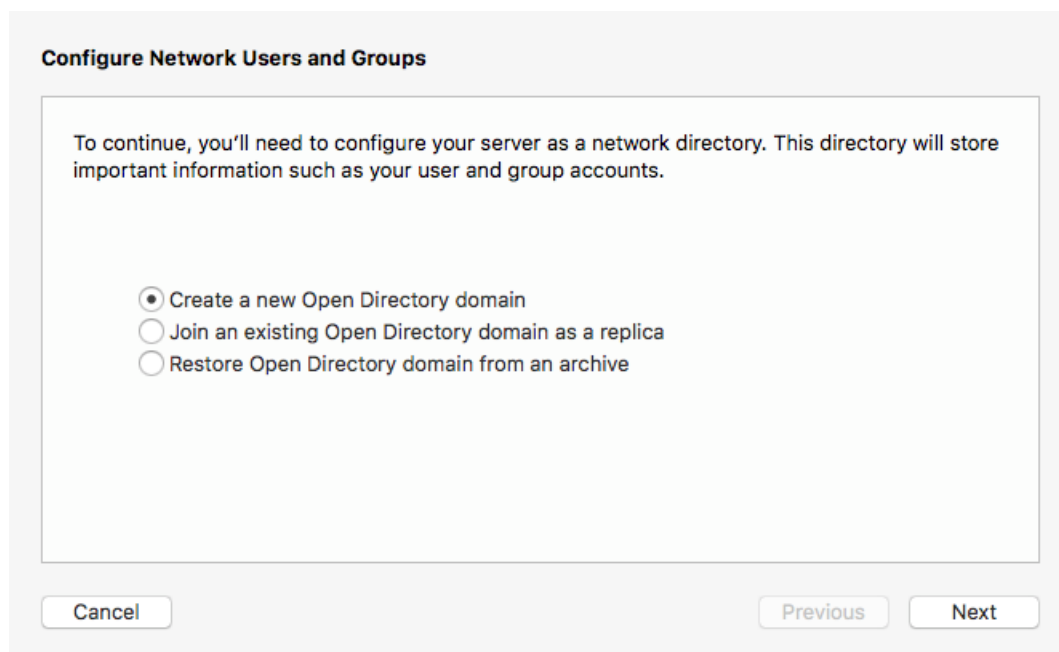 Configure Network Users and Groups
To continue, you’ll need to configure your server as a network directory. This directory will store
important information such as your user and group accounts.
Create a new Open Directory domain
Join an existing Open Directory domain as a replica
Restore Open Directory domain from an archive
Cancel Previous Next